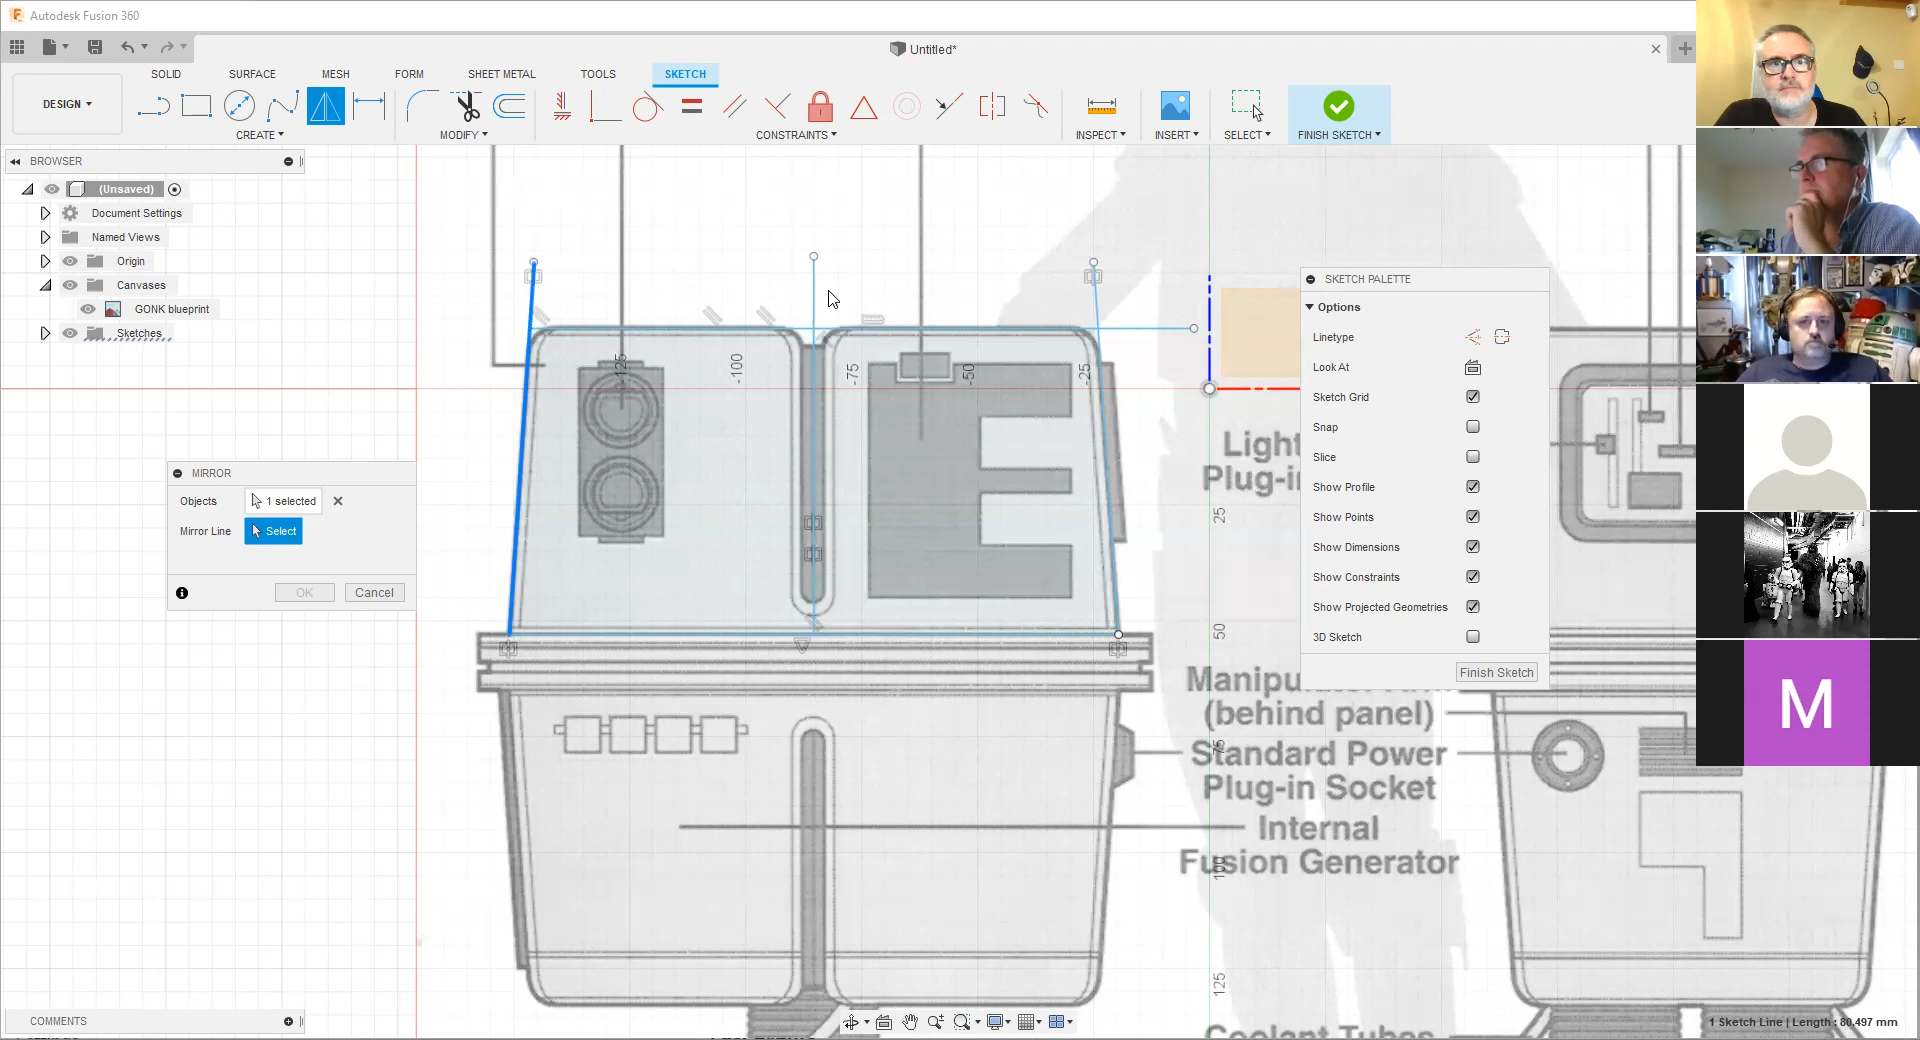 Autodesk Fusion 360
Untitled*
SOLID SURFACE MESH FORM SHEET METAL TOOLS SKETCH
DESIGN
CREATE MODIFY CONSTRAINTS INSPECT INSERT SELECT FINISH SKETCH
BROWSER
(Unsaved)
Document Settings
Named Views
Origin
Canvases
GONK blueprint
Sketches
MIRROR
Objects 1 selected
Mirror Line Select
OK Cancel
-125 -100 -75 -50 -25
E
25
50
75
100
125
Light
Plug-i
(behind panel)
Standard Power
Plug-in Socket
Internal
Fusion Generator
Coolant Tubes
SKETCH PALETTE
Options
Linetype
Look At
Sketch Grid
Snap
Slice
Show Profile
Show Points
Show Dimensions
Show Constraints
Show Projected Geometries
3D Sketch
Finish Sketch
M
COMMENTS
1 Sketch Line | Length : 80.497 mm